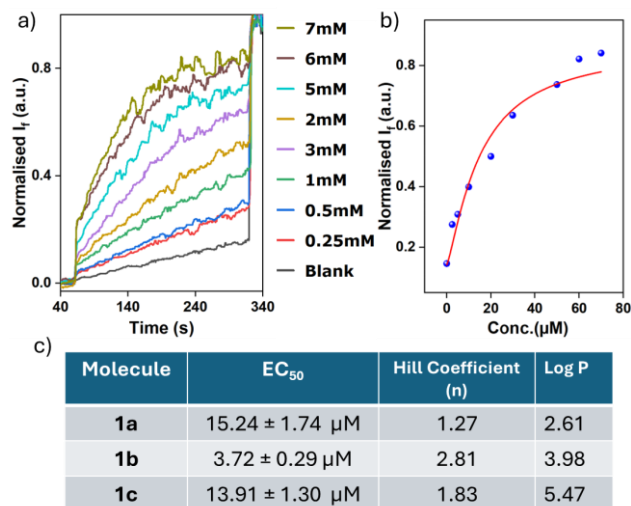 a)
Normalised I_f (a.u.)
0.8
0.4
0.0
40 140 240 340
Time (s)
7mM
6mM
5mM
2mM
3mM
1mM
0.5mM
0.25mM
Blank
b)
Normalised I_f (a.u.)
0.8
0.6
0.4
0.2
0 20 40 60 80
Conc.(µM)
c)
Molecule EC₅₀ Hill Coefficient (n) Log P
1a 15.24 ± 1.74 µM 1.27 2.61
1b 3.72 ± 0.29 µM 2.81 3.98
1c 13.91 ± 1.30 µM 1.83 5.47